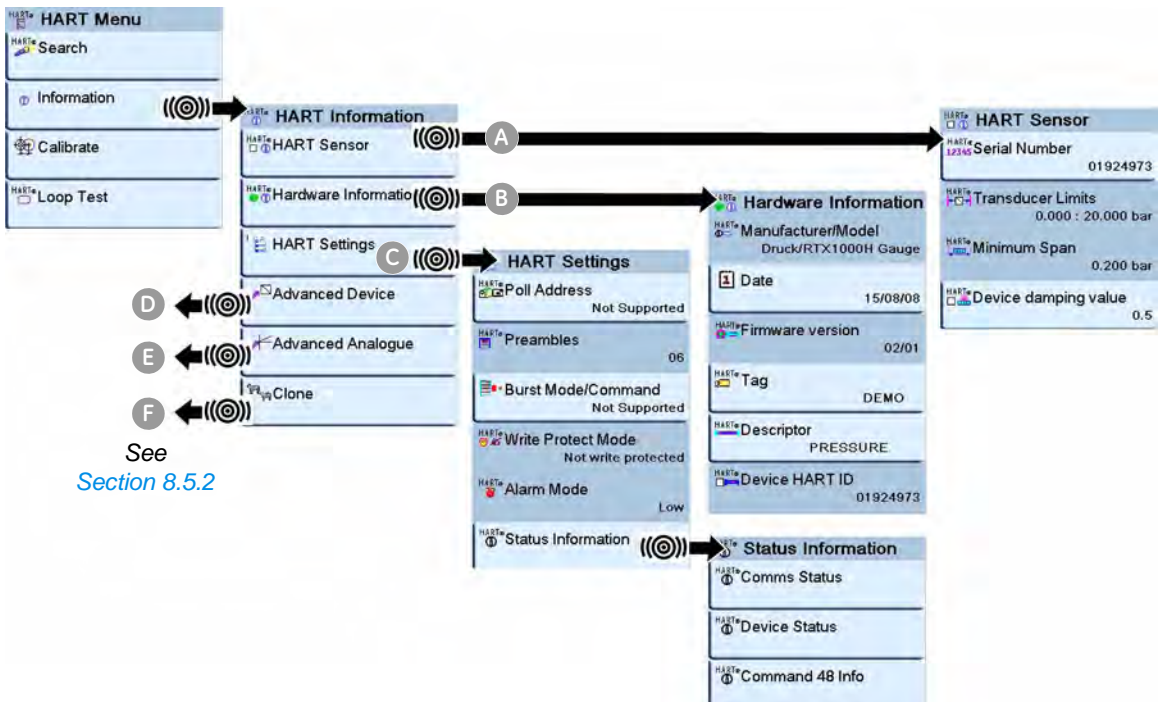 HART Menu
Search
Information
Calibrate
Loop Test
HART Information
HART Sensor
Hardware Informatio
HART Settings
Advanced Device
Advanced Analogue
Clone
A
B
C
D
E
F
See
Section 8.5.2
HART Settings
Poll Address
Not Supported
Preambles
06
Burst Mode/Command
Not Supported
Write Protect Mode
Not write protected
Alarm Mode
Low
Status Information
Hardware Information
Manufacturer/Model
Druck/RTX1000H Gauge
Date
15/08/08
Firmware version
02/01
Tag
DEMO
Descriptor
PRESSURE
Device HART ID
01924973
Status Information
Comms Status
Device Status
Command 48 Info
HART Sensor
Serial Number
01924973
Transducer Limits
0.000 : 20.000 bar
Minimum Span
0.200 bar
Device damping value
0.5